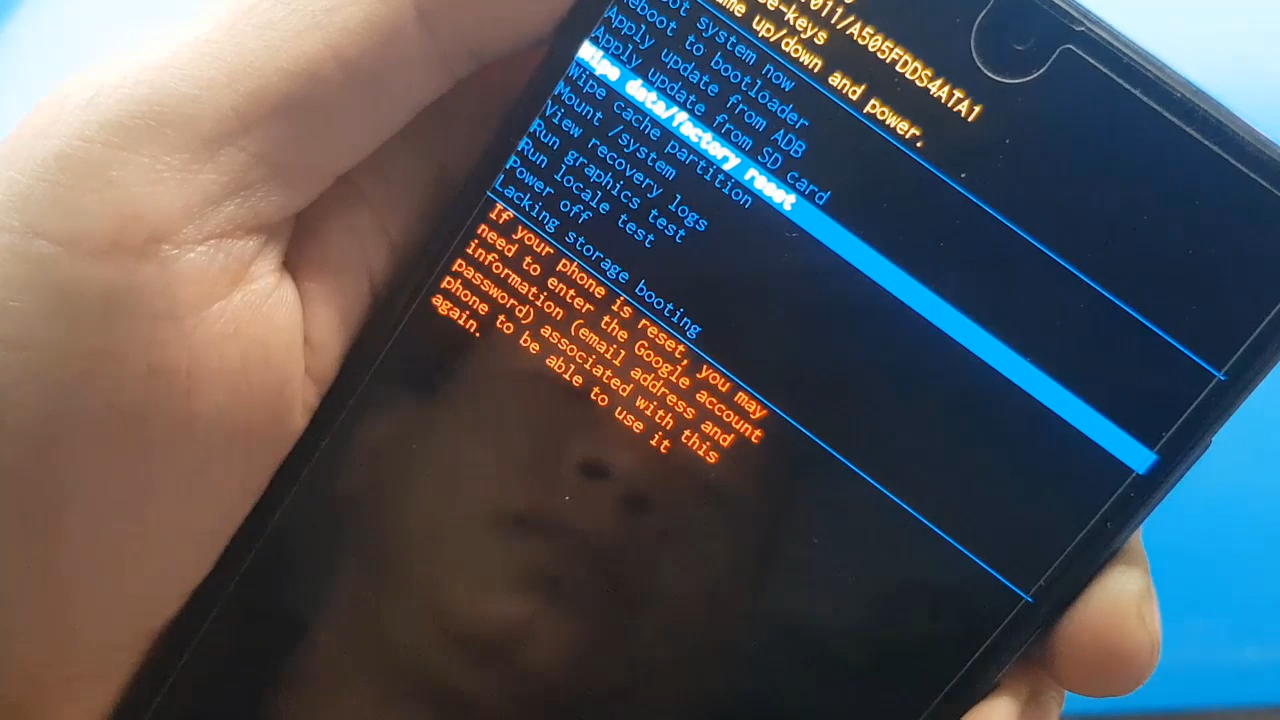 011/A505FDDS4ATA1
e-keys
me up/down and power.
ot system now
eboot to bootloader
Apply update from ADB
Apply update from SD card
Wipe data/factory reset
Wipe cache partition
Mount /system
View recovery logs
Run graphics test
Run locale test
Power off
Lacking storage booting
If your phone is reset, you may
need to enter the Google account
information (email address and
password) associated with this
phone to be able to use it
again.